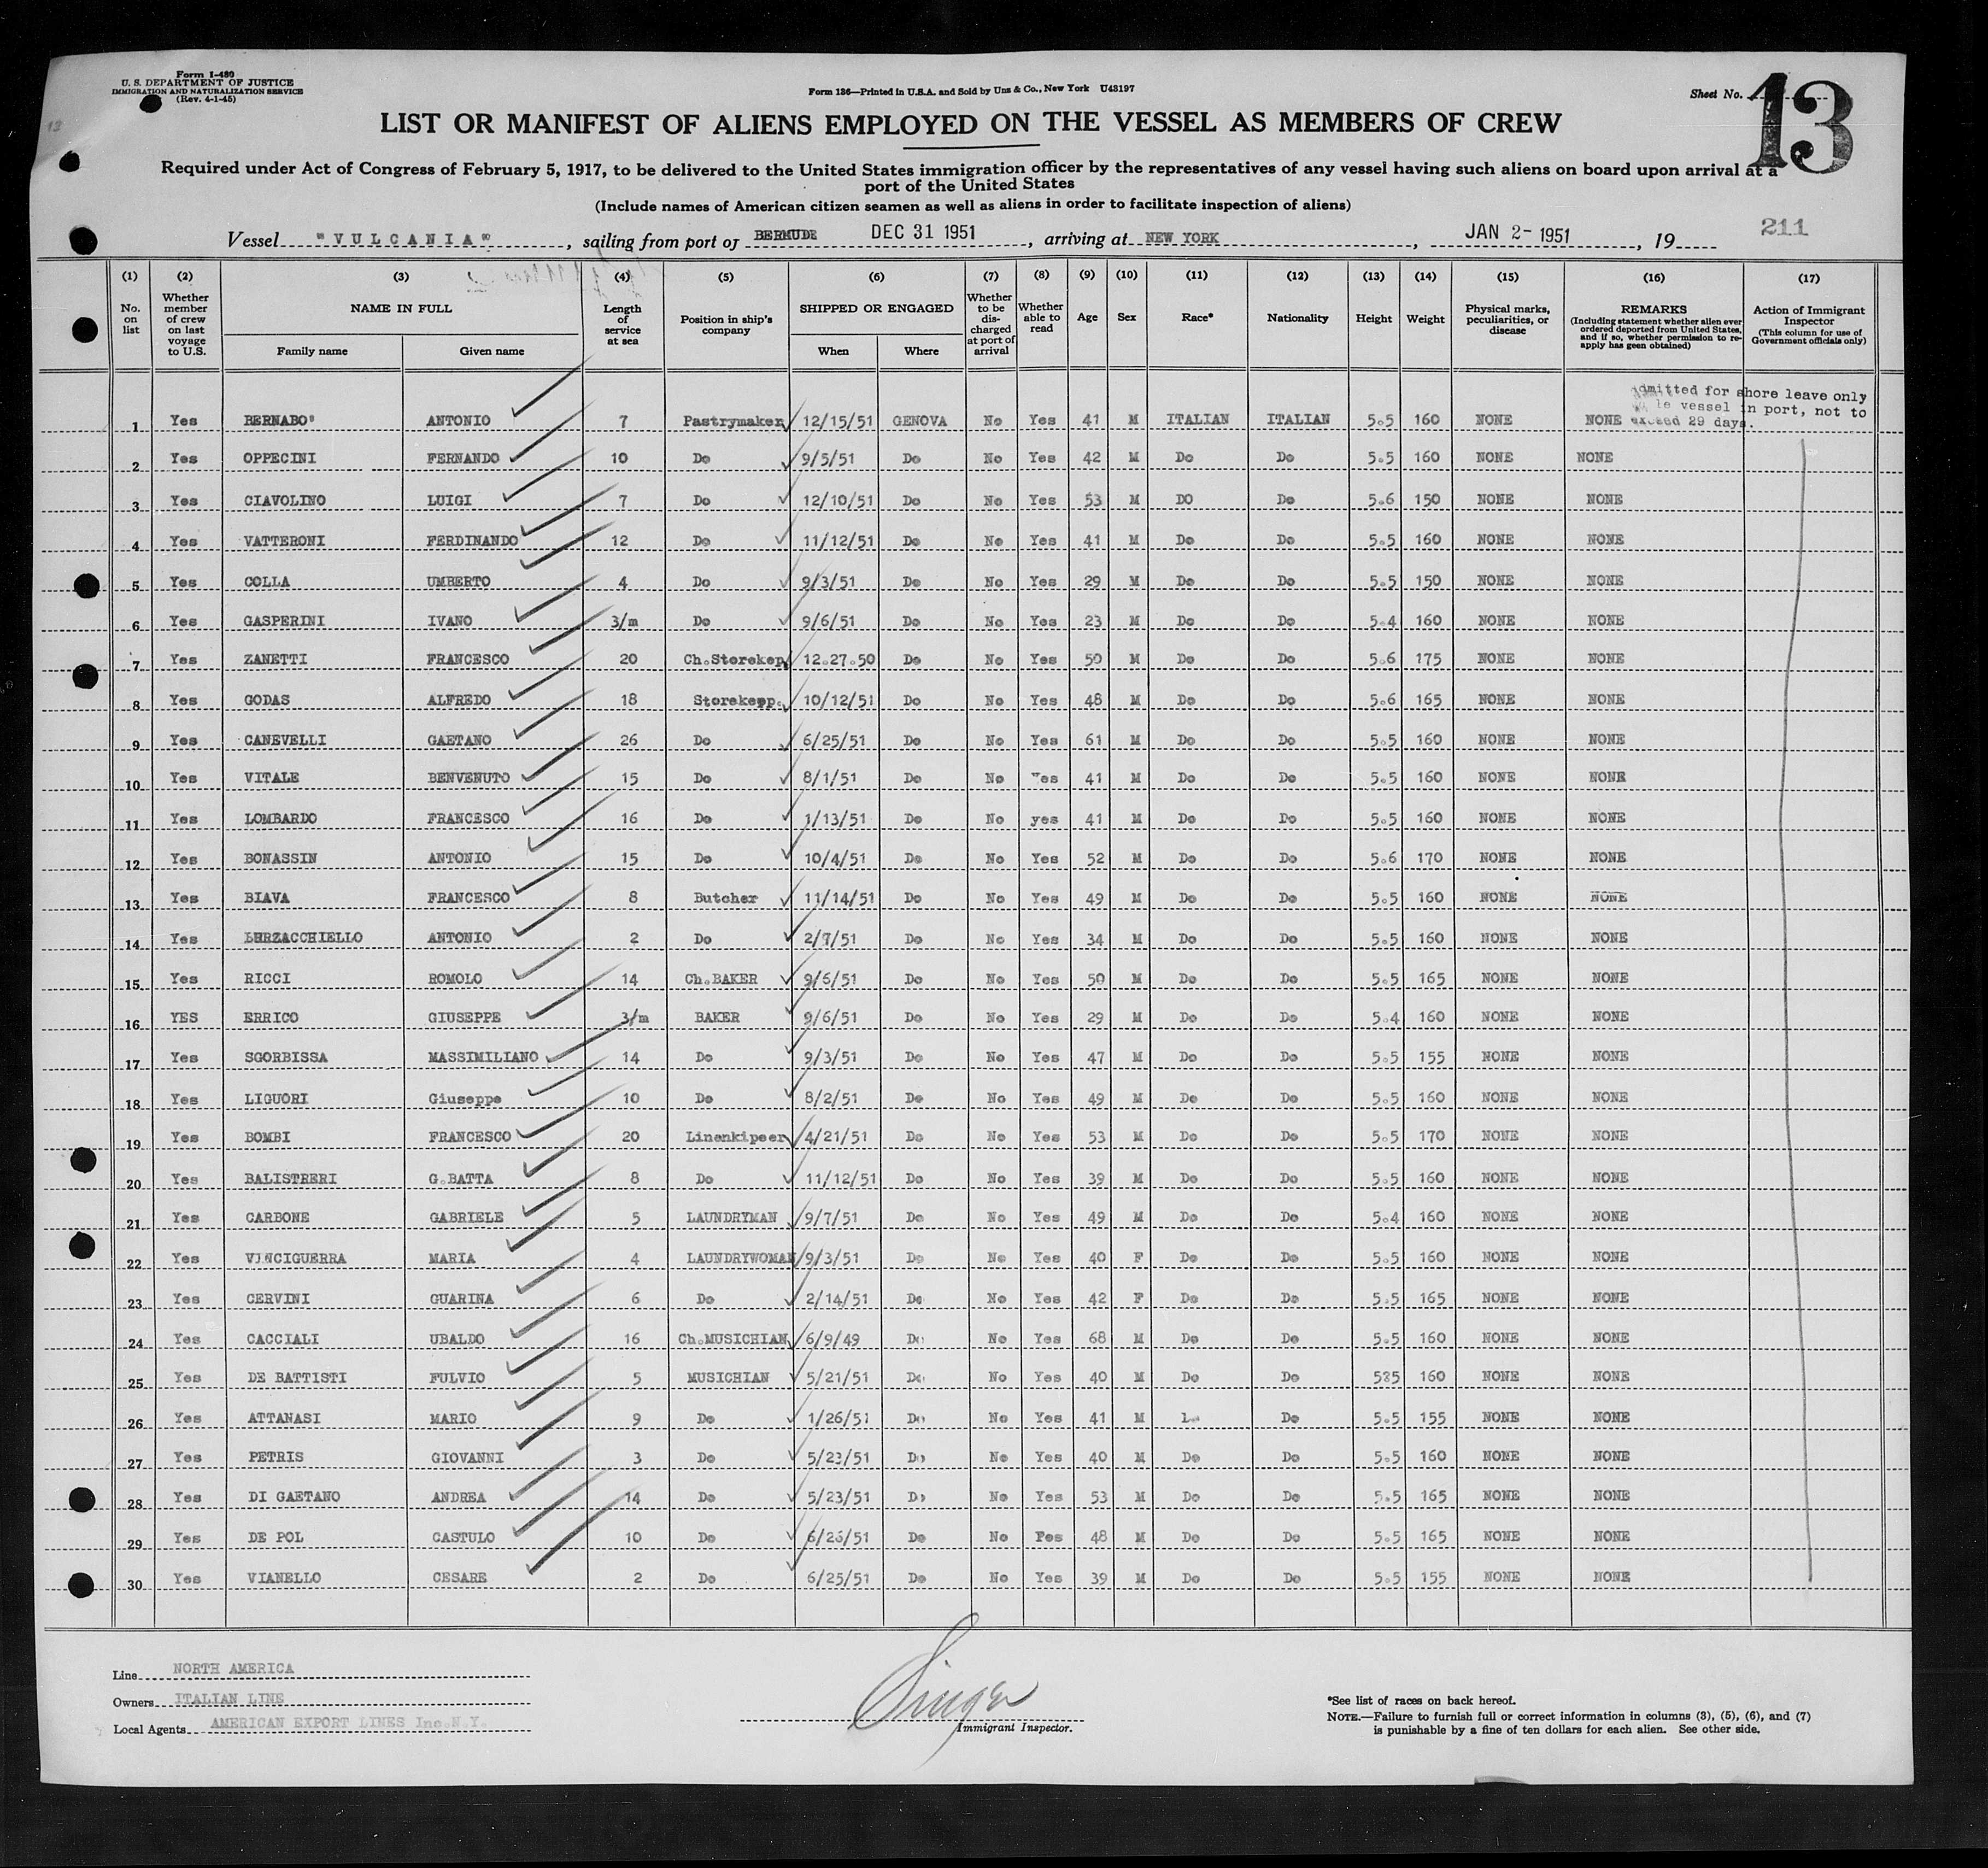 Form I-480
U. S. DEPARTMENT OF JUSTICE
IMMIGRATION AND NATURALIZATION SERVICE
(Rev. 4-1-45)
Form 136—Printed in U.S.A. and Sold by Unz & Co., New York U43197
Sheet No. 13
13
LIST OR MANIFEST OF ALIENS EMPLOYED ON THE VESSEL AS MEMBERS OF CREW
Required under Act of Congress of February 5, 1917, to be delivered to the United States immigration officer by the representatives of any vessel having such aliens on board upon arrival at a
port of the United States
(Include names of American citizen seamen as well as aliens in order to facilitate inspection of aliens)
211
Vessel "VULCANIA", sailing from port of BERMUDE DEC 31 1951, arriving at NEW YORK, JAN 2- 1951, 19
(1) (2) (3) (4) (5) (6) (7) (8) (9) (10) (11) (12) (13) (14) (15) (16) (17)
No. on list
Whether member of crew on last voyage to U.S.
NAME IN FULL
Family name
Given name
Length of service at sea
Position in ship's company
SHIPPED OR ENGAGED
When
Where
Whether to be discharged at port of arrival
Whether able to read
Age
Sex
Race*
Nationality
Height
Weight
Physical marks, peculiarities, or disease
REMARKS
(Including statement whether alien ever ordered deported from United States, and if so, whether permission to re-apply has geen obtained)
Action of Immigrant Inspector
(This column for use of Government officials only)
shore leave only
vessel in port, not to
exceed 29 days.
1 Yes BERNABO' ANTONIO 7 Pastrymaker 12/15/51 GENOVA No Yes 41 M ITALIAN ITALIAN 5.5 160 NONE NONE
2 Yes OPPECINI FERNANDO 10 Do 9/5/51 Do No Yes 42 M Do Do 5.5 160 NONE NONE
3 Yes CIAVOLINO LUIGI 7 Do 12/10/51 Do No Yes 53 M DO Do 5.6 150 NONE NONE
4 Yes VATTERONI FERDINANDO 12 Do 11/12/51 Do No Yes 41 M Do Do 5.5 160 NONE NONE
5 Yes COLLA UMBERTO 4 Do 9/3/51 Do No Yes 29 M Do Do 5.5 150 NONE NONE
6 Yes GASPERINI IVANO 3/m Do 9/6/51 Do No Yes 23 M Do Do 5.4 160 NONE NONE
7 Yes ZANETTI FRANCESCO 20 Ch.Storekep 12.27.50 Do No Yes 50 M Do Do 5.6 175 NONE NONE
8 Yes GODAS ALFREDO 18 Storekepp. 10/12/51 Do No Yes 48 M Do Do 5.6 165 NONE NONE
9 Yes CANEVELLI GAETANO 26 Do 6/25/51 Do No Yes 61 M Do Do 5.5 160 NONE NONE
10 Yes VITALE BENVENUTO 15 Do 8/1/51 Do No Yes 41 M Do Do 5.5 160 NONE NONE
11 Yes LOMBARDO FRANCESCO 16 Do 1/13/51 Do No yes 41 M Do Do 5.5 160 NONE NONE
12 Yes BONASSIN ANTONIO 15 Do 10/4/51 Do No Yes 52 M Do Do 5.6 170 NONE NONE
13 Yes BIAVA FRANCESCO 8 Butcher 11/14/51 Do No Yes 49 M Do Do 5.5 160 NONE NONE
14 Yes BERZACCHIELLO ANTONIO 2 Do 2/7/51 Do No Yes 34 M Do Do 5.5 160 NONE NONE
15 Yes RICCI ROMOLO 14 Ch.BAKER 9/6/51 Do No Yes 50 M Do Do 5.5 165 NONE NONE
16 YES ERRICO GIUSEPPE 3/m BAKER 9/6/51 Do No Yes 29 M Do Do 5.4 160 NONE NONE
17 Yes SGORBISSA MASSIMILIANO 14 Do 9/3/51 Do No Yes 47 M Do Do 5.5 155 NONE NONE
18 Yes LIGUORI Giuseppe 10 Do 8/2/51 Do No Yes 49 M Do Do 5.5 160 NONE NONE
19 Yes BOMBI FRANCESCO 20 Linenkipeer 4/21/51 Do No Yes 53 M Do Do 5.5 170 NONE NONE
20 Yes BALISTRERI G.BATTA 8 Do 11/12/51 Do No Yes 39 M Do Do 5.5 160 NONE NONE
21 Yes CARBONE GABRIELE 5 LAUNDRYMAN 9/7/51 Do No Yes 49 M Do Do 5.4 160 NONE NONE
22 Yes VINCIGUERRA MARIA 4 LAUNDRYWOMAN 9/3/51 Do No Yes 40 F Do Do 5.5 160 NONE NONE
23 Yes CERVINI GUARINA 6 Do 2/14/51 Do No Yes 42 F Do Do 5.5 165 NONE NONE
24 Yes CACCIALI UBALDO 16 Ch.MUSICHIAN 6/9/49 Do No Yes 68 M Do Do 5.5 160 NONE NONE
25 Yes DE BATTISTI FULVIO 5 MUSICHIAN 5/21/51 Do No Yes 40 M Do Do 5:5 160 NONE NONE
26 Yes ATTANASI MARIO 9 Do 1/26/51 Do No Yes 41 M Do Do 5.5 155 NONE NONE
27 Yes PETRIS GIOVANNI 3 Do 5/23/51 Do No Yes 40 M Do Do 5.5 160 NONE NONE
28 Yes DI GAETANO ANDREA 14 Do 5/23/51 Do No Yes 53 M Do Do 5.5 165 NONE NONE
29 Yes DE POL CASTULO 10 Do 6/26/51 Do No Pes 48 M Do Do 5.5 165 NONE NONE
30 Yes VIANELLO CESARE 2 Do 6/25/51 Do No Yes 39 M Do Do 5.5 155 NONE NONE
Line NORTH AMERICA
Owners ITALIAN LINE
Local Agents AMERICAN EXPORT LINES Inc.N.Y.
Singer
Immigrant Inspector.
*See list of races on back hereof.
NOTE.—Failure to furnish full or correct information in columns (3), (5), (6), and (7)
is punishable by a fine of ten dollars for each alien. See other side.